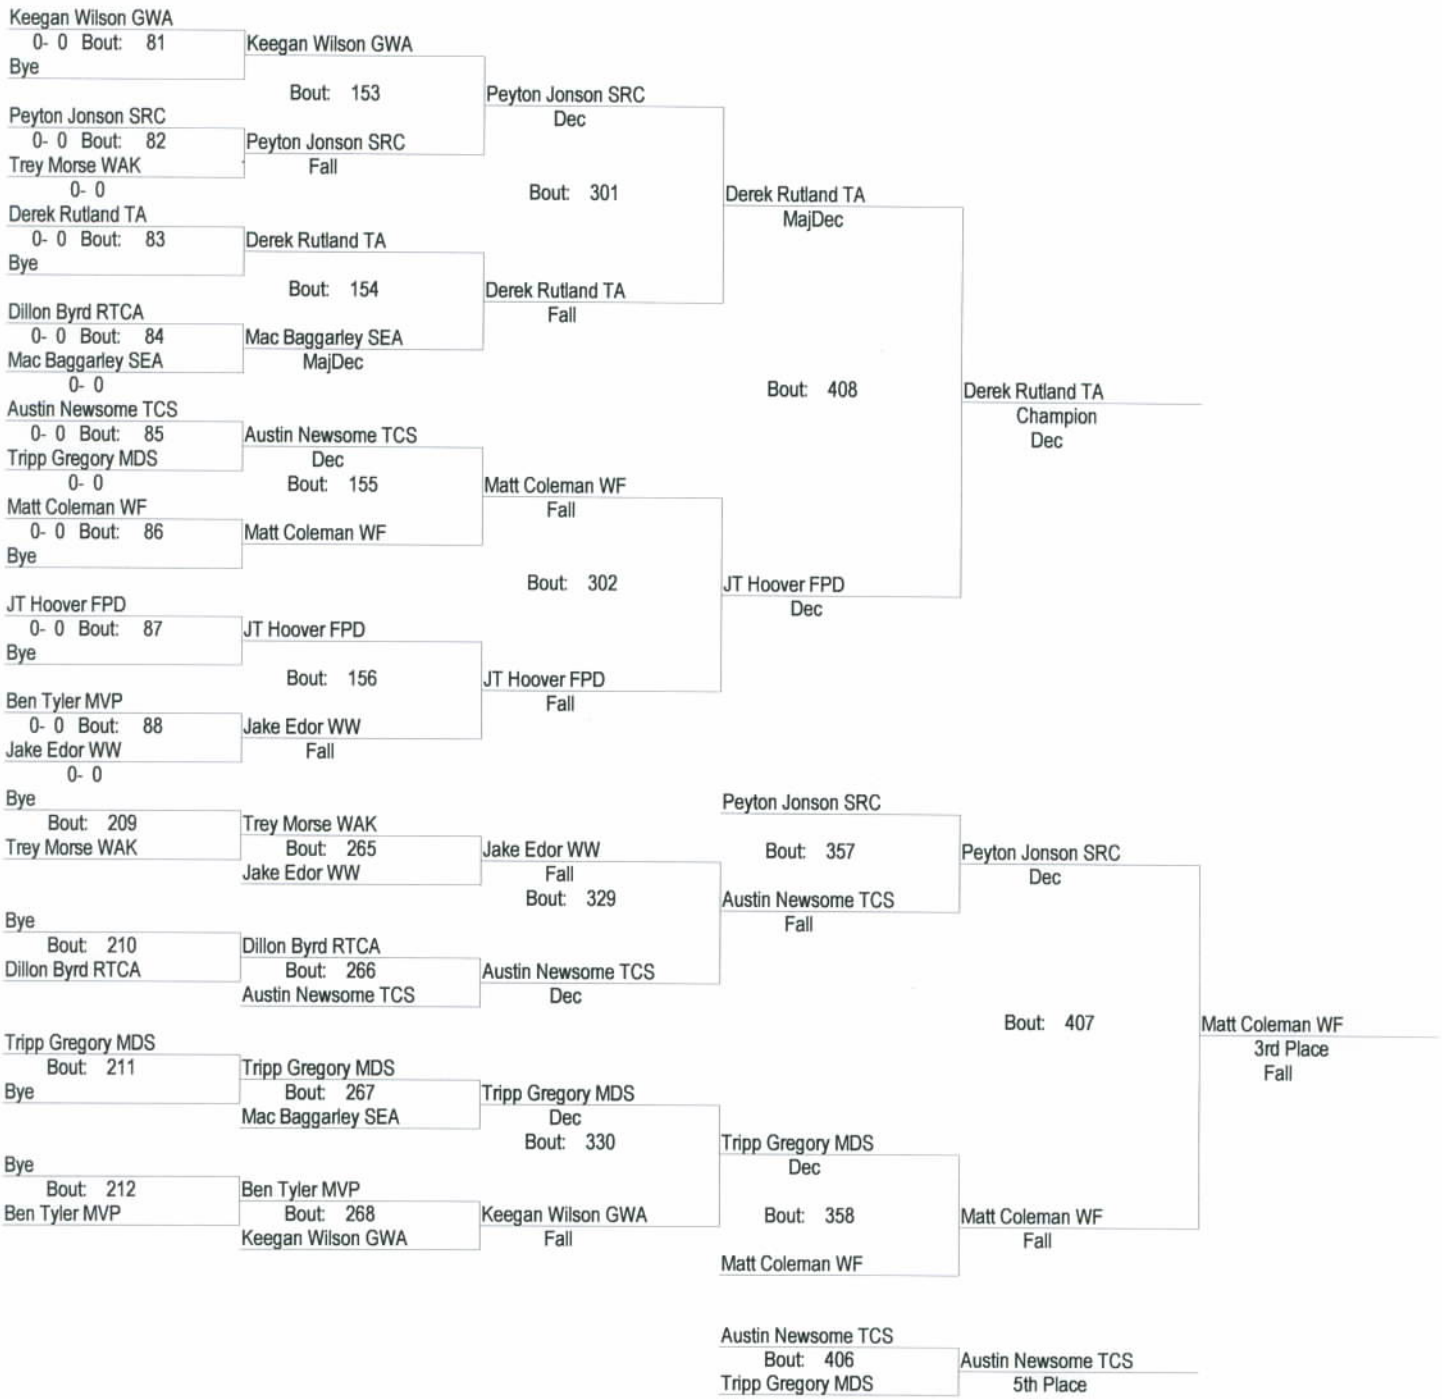 Keegan Wilson GWA
0- 0 Bout: 81
Bye
Peyton Jonson SRC
0- 0 Bout: 82
Trey Morse WAK
0- 0
Derek Rutland TA
0- 0 Bout: 83
Bye
Dillon Byrd RTCA
0- 0 Bout: 84
Mac Baggarley SEA
0- 0
Austin Newsome TCS
0- 0 Bout: 85
Tripp Gregory MDS
0- 0
Matt Coleman WF
0- 0 Bout: 86
Bye
JT Hoover FPD
0- 0 Bout: 87
Bye
Ben Tyler MVP
0- 0 Bout: 88
Jake Edor WW
0- 0
Keegan Wilson GWA
Bout: 153
Peyton Jonson SRC
Fall
Derek Rutland TA
Bout: 154
Mac Baggarley SEA
MajDec
Austin Newsome TCS
Dec
Bout: 155
Matt Coleman WF
JT Hoover FPD
Bout: 156
Jake Edor WW
Fall
Peyton Jonson SRC
Dec
Bout: 301
Derek Rutland TA
Fall
Matt Coleman WF
Fall
Bout: 302
JT Hoover FPD
Fall
Derek Rutland TA
MajDec
Bout: 408
JT Hoover FPD
Dec
Derek Rutland TA
Champion
Dec
Bye
Bout: 209
Trey Morse WAK
Bye
Bout: 210
Dillon Byrd RTCA
Tripp Gregory MDS
Bout: 211
Bye
Bye
Bout: 212
Ben Tyler MVP
Trey Morse WAK
Bout: 265
Jake Edor WW
Dillon Byrd RTCA
Bout: 266
Austin Newsome TCS
Tripp Gregory MDS
Bout: 267
Mac Baggarley SEA
Ben Tyler MVP
Bout: 268
Keegan Wilson GWA
Jake Edor WW
Fall
Bout: 329
Austin Newsome TCS
Dec
Tripp Gregory MDS
Dec
Bout: 330
Keegan Wilson GWA
Fall
Peyton Jonson SRC
Bout: 357
Austin Newsome TCS
Fall
Tripp Gregory MDS
Dec
Bout: 358
Matt Coleman WF
Peyton Jonson SRC
Dec
Bout: 407
Matt Coleman WF
Fall
Matt Coleman WF
3rd Place
Fall
Austin Newsome TCS
Bout: 406
Tripp Gregory MDS
Austin Newsome TCS
5th Place